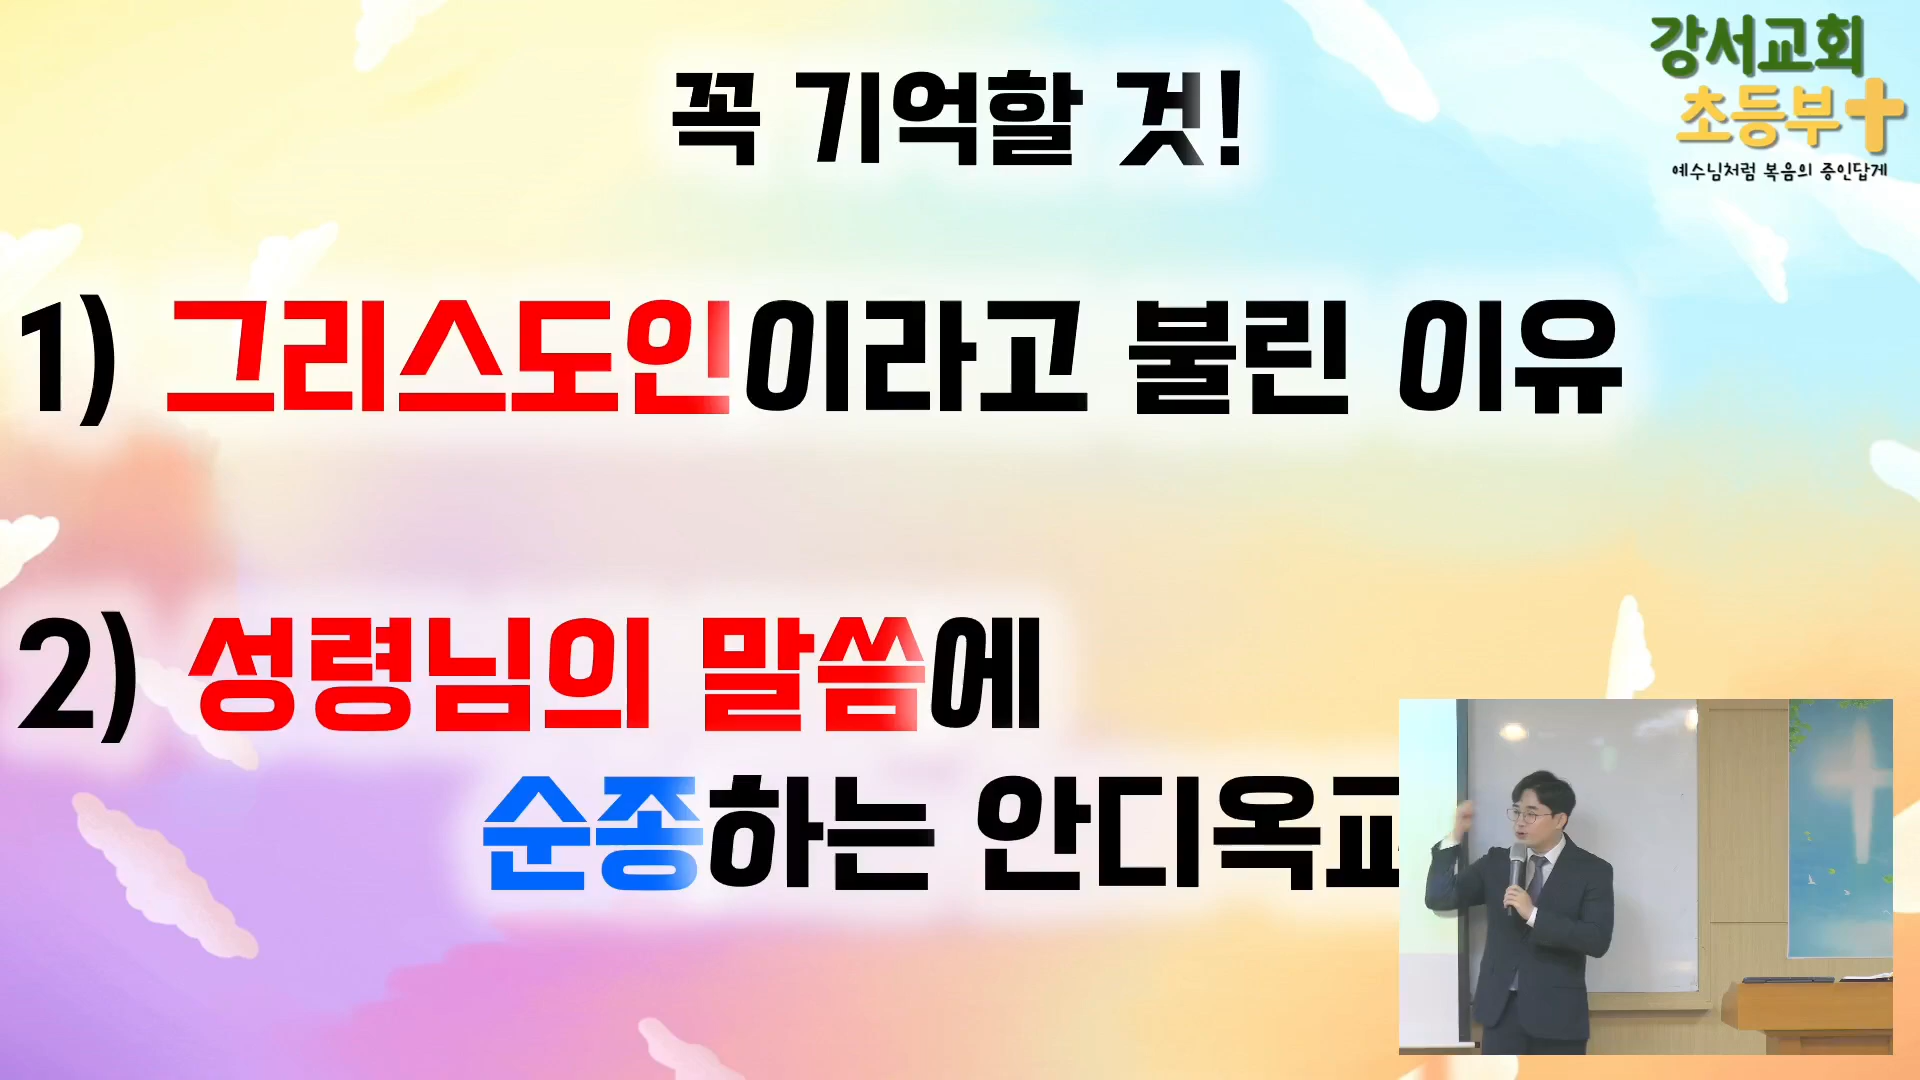 꼭 기억할 것!
강서교회
초등부
예수님처럼 복음의 증인답게
1) 그리스도인이라고 불린 이유
2) 성령님의 말씀에
순종하는 안디옥